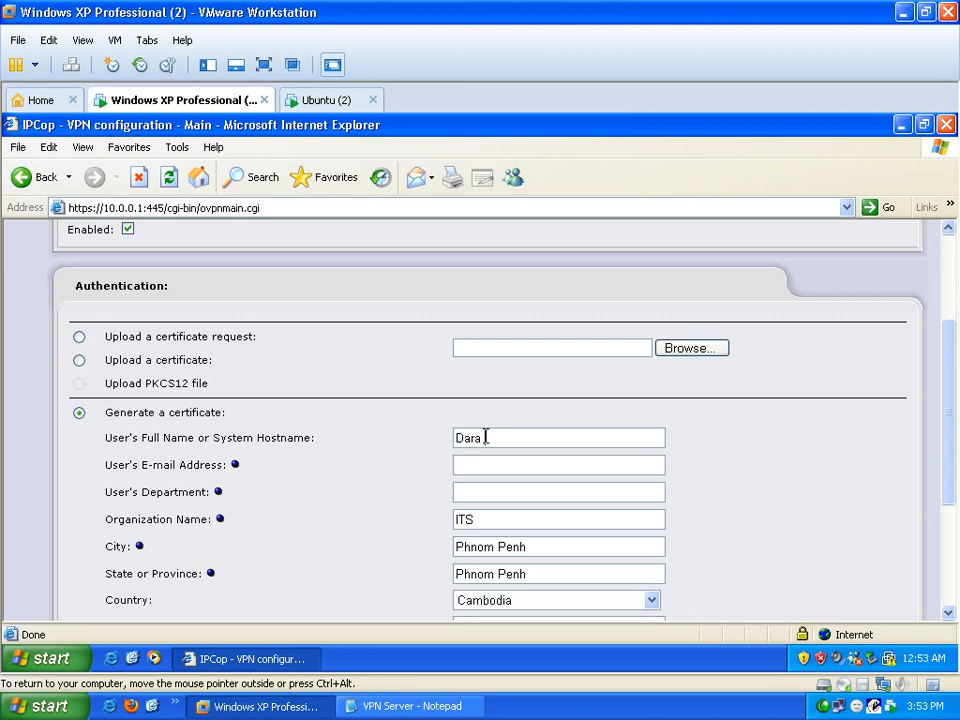 Windows XP Professional (2) - VMware Workstation
File Edit View VM Tabs Help
Home Windows XP Professional (... Ubuntu (2)
IPCop - VPN configuration - Main - Microsoft Internet Explorer
File Edit View Favorites Tools Help
Back Search Favorites
Address https://10.0.0.1:445/cgi-bin/ovpnmain.cgi Go Links »
Enabled:
Authentication:
Upload a certificate request:
Browse...
Upload a certificate:
Upload PKCS12 file
Generate a certificate:
User's Full Name or System Hostname: Dara
User's E-mail Address:
User's Department:
Organization Name: ITS
City: Phnom Penh
State or Province: Phnom Penh
Country: Cambodia
Done Internet
start IPCop - VPN configur... 12:53 AM
To return to your computer, move the mouse pointer outside or press Ctrl+Alt.
start » Windows XP Professi... VPN Server - Notepad 3:53 PM